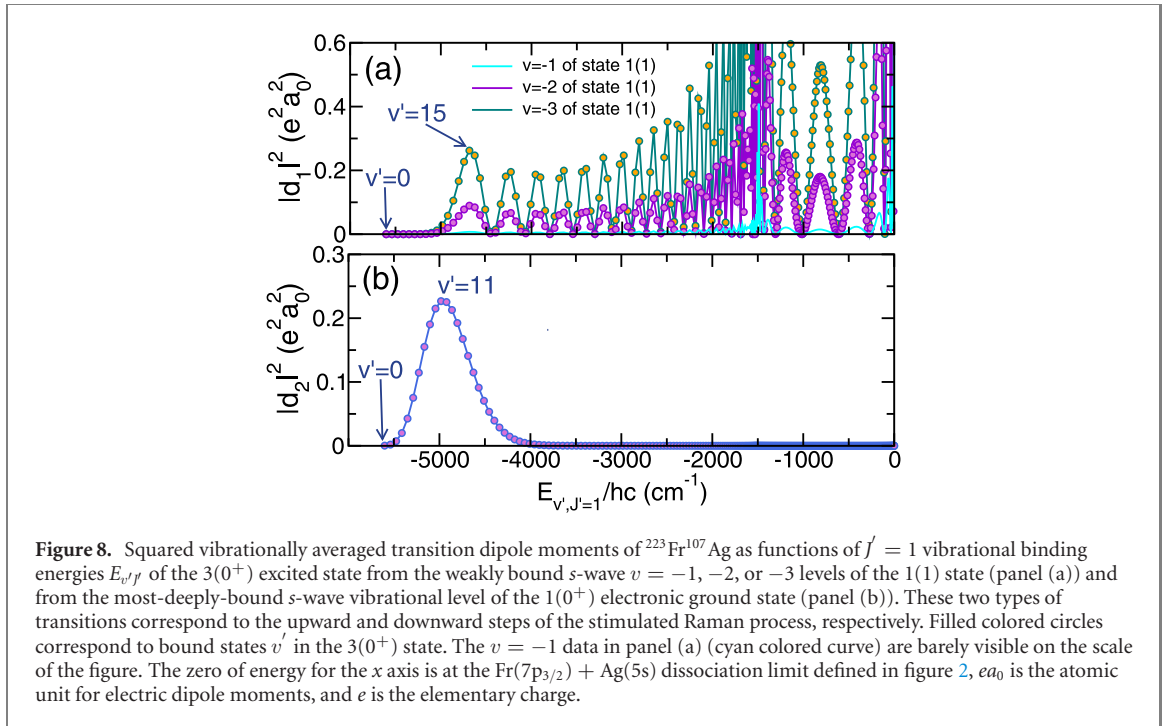 (a)
v=-1 of state 1(1)
v=-2 of state 1(1)
v=-3 of state 1(1)
v'=15
v'=0
|d₁|² (e²a₀²)
0.6
0.4
0.2
0
(b)
v'=11
v'=0
|d₂|² (e²a₀²)
0.3
0.2
0.1
0
-5000 -4000 -3000 -2000 -1000 0
E_v',J'=1/hc (cm⁻¹)
Figure 8. Squared vibrationally averaged transition dipole moments of ²²³Fr¹⁰⁷Ag as functions of J′ = 1 vibrational binding
energies E_v′J′ of the 3(0⁺) excited state from the weakly bound s-wave v = −1, −2, or −3 levels of the 1(1) state (panel (a)) and
from the most-deeply-bound s-wave vibrational level of the 1(0⁺) electronic ground state (panel (b)). These two types of
transitions correspond to the upward and downward steps of the stimulated Raman process, respectively. Filled colored circles
correspond to bound states v′ in the 3(0⁺) state. The v = −1 data in panel (a) (cyan colored curve) are barely visible on the scale
of the figure. The zero of energy for the x axis is at the Fr(7p₃/₂) + Ag(5s) dissociation limit defined in figure 2, ea₀ is the atomic
unit for electric dipole moments, and e is the elementary charge.